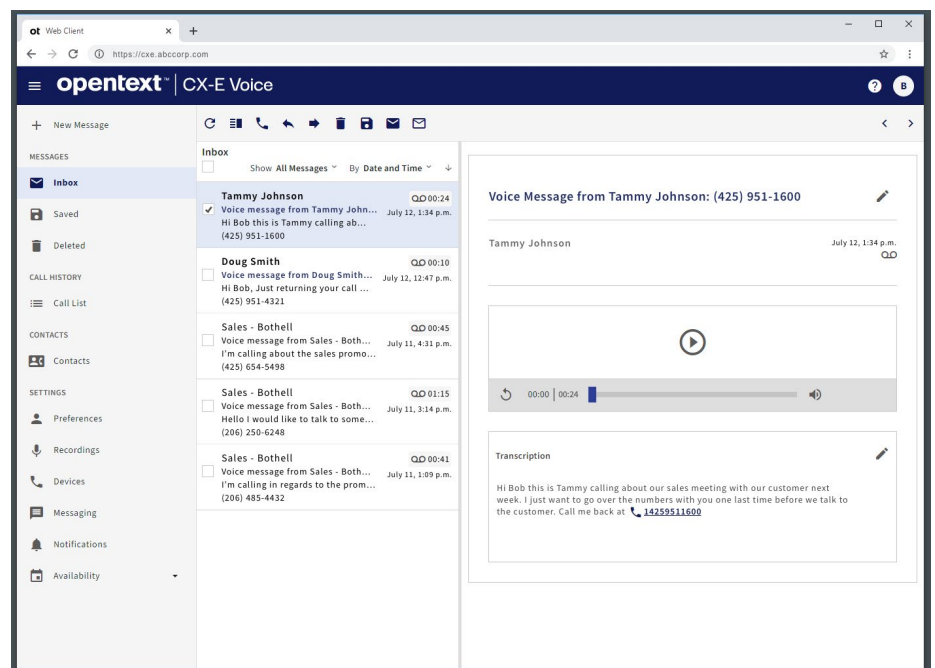 ot Web Client
https://cxe.abccorp.com
opentext™ | CX-E Voice
? B
New Message
MESSAGES
Inbox
Saved
Deleted
CALL HISTORY
Call List
CONTACTS
Contacts
SETTINGS
Preferences
Recordings
Devices
Messaging
Notifications
Availability
Inbox
Show All Messages By Date and Time
Tammy Johnson 00:24
Voice message from Tammy John... July 12, 1:34 p.m.
Hi Bob this is Tammy calling ab...
(425) 951-1600
Doug Smith 00:10
Voice message from Doug Smith... July 12, 12:47 p.m.
Hi Bob, Just returning your call ...
(425) 951-4321
Sales - Bothell 00:45
Voice message from Sales - Both... July 11, 4:31 p.m.
I'm calling about the sales promo...
(425) 654-5498
Sales - Bothell 01:15
Voice message from Sales - Both... July 11, 3:14 p.m.
Hello I would like to talk to some...
(206) 250-6248
Sales - Bothell 00:41
Voice message from Sales - Both... July 11, 1:09 p.m.
I'm calling in regards to the prom...
(206) 485-4432
Voice Message from Tammy Johnson: (425) 951-1600
Tammy Johnson July 12, 1:34 p.m.
00:00 | 00:24
Transcription
Hi Bob this is Tammy calling about our sales meeting with our customer next
week. I just want to go over the numbers with you one last time before we talk to
the customer. Call me back at 14259511600